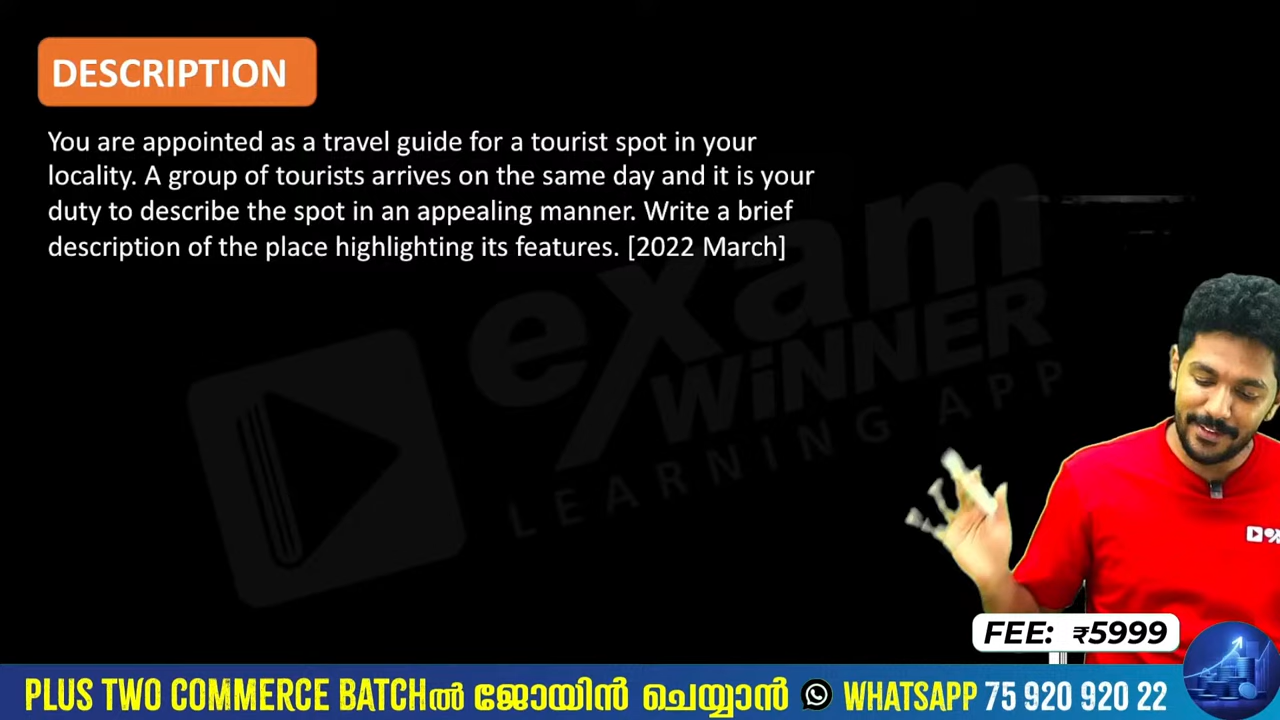 DESCRIPTION
You are appointed as a travel guide for a tourist spot in your
locality. A group of tourists arrives on the same day and it is your
duty to describe the spot in an appealing manner. Write a brief
description of the place highlighting its features. [2022 March]
exam
WiNNER
LEARNING APP
FEE: ₹5999
PLUS TWO COMMERCE BATCHൽ ജോയിൻ ചെയ്യാൻ WHATSAPP 75 920 920 22